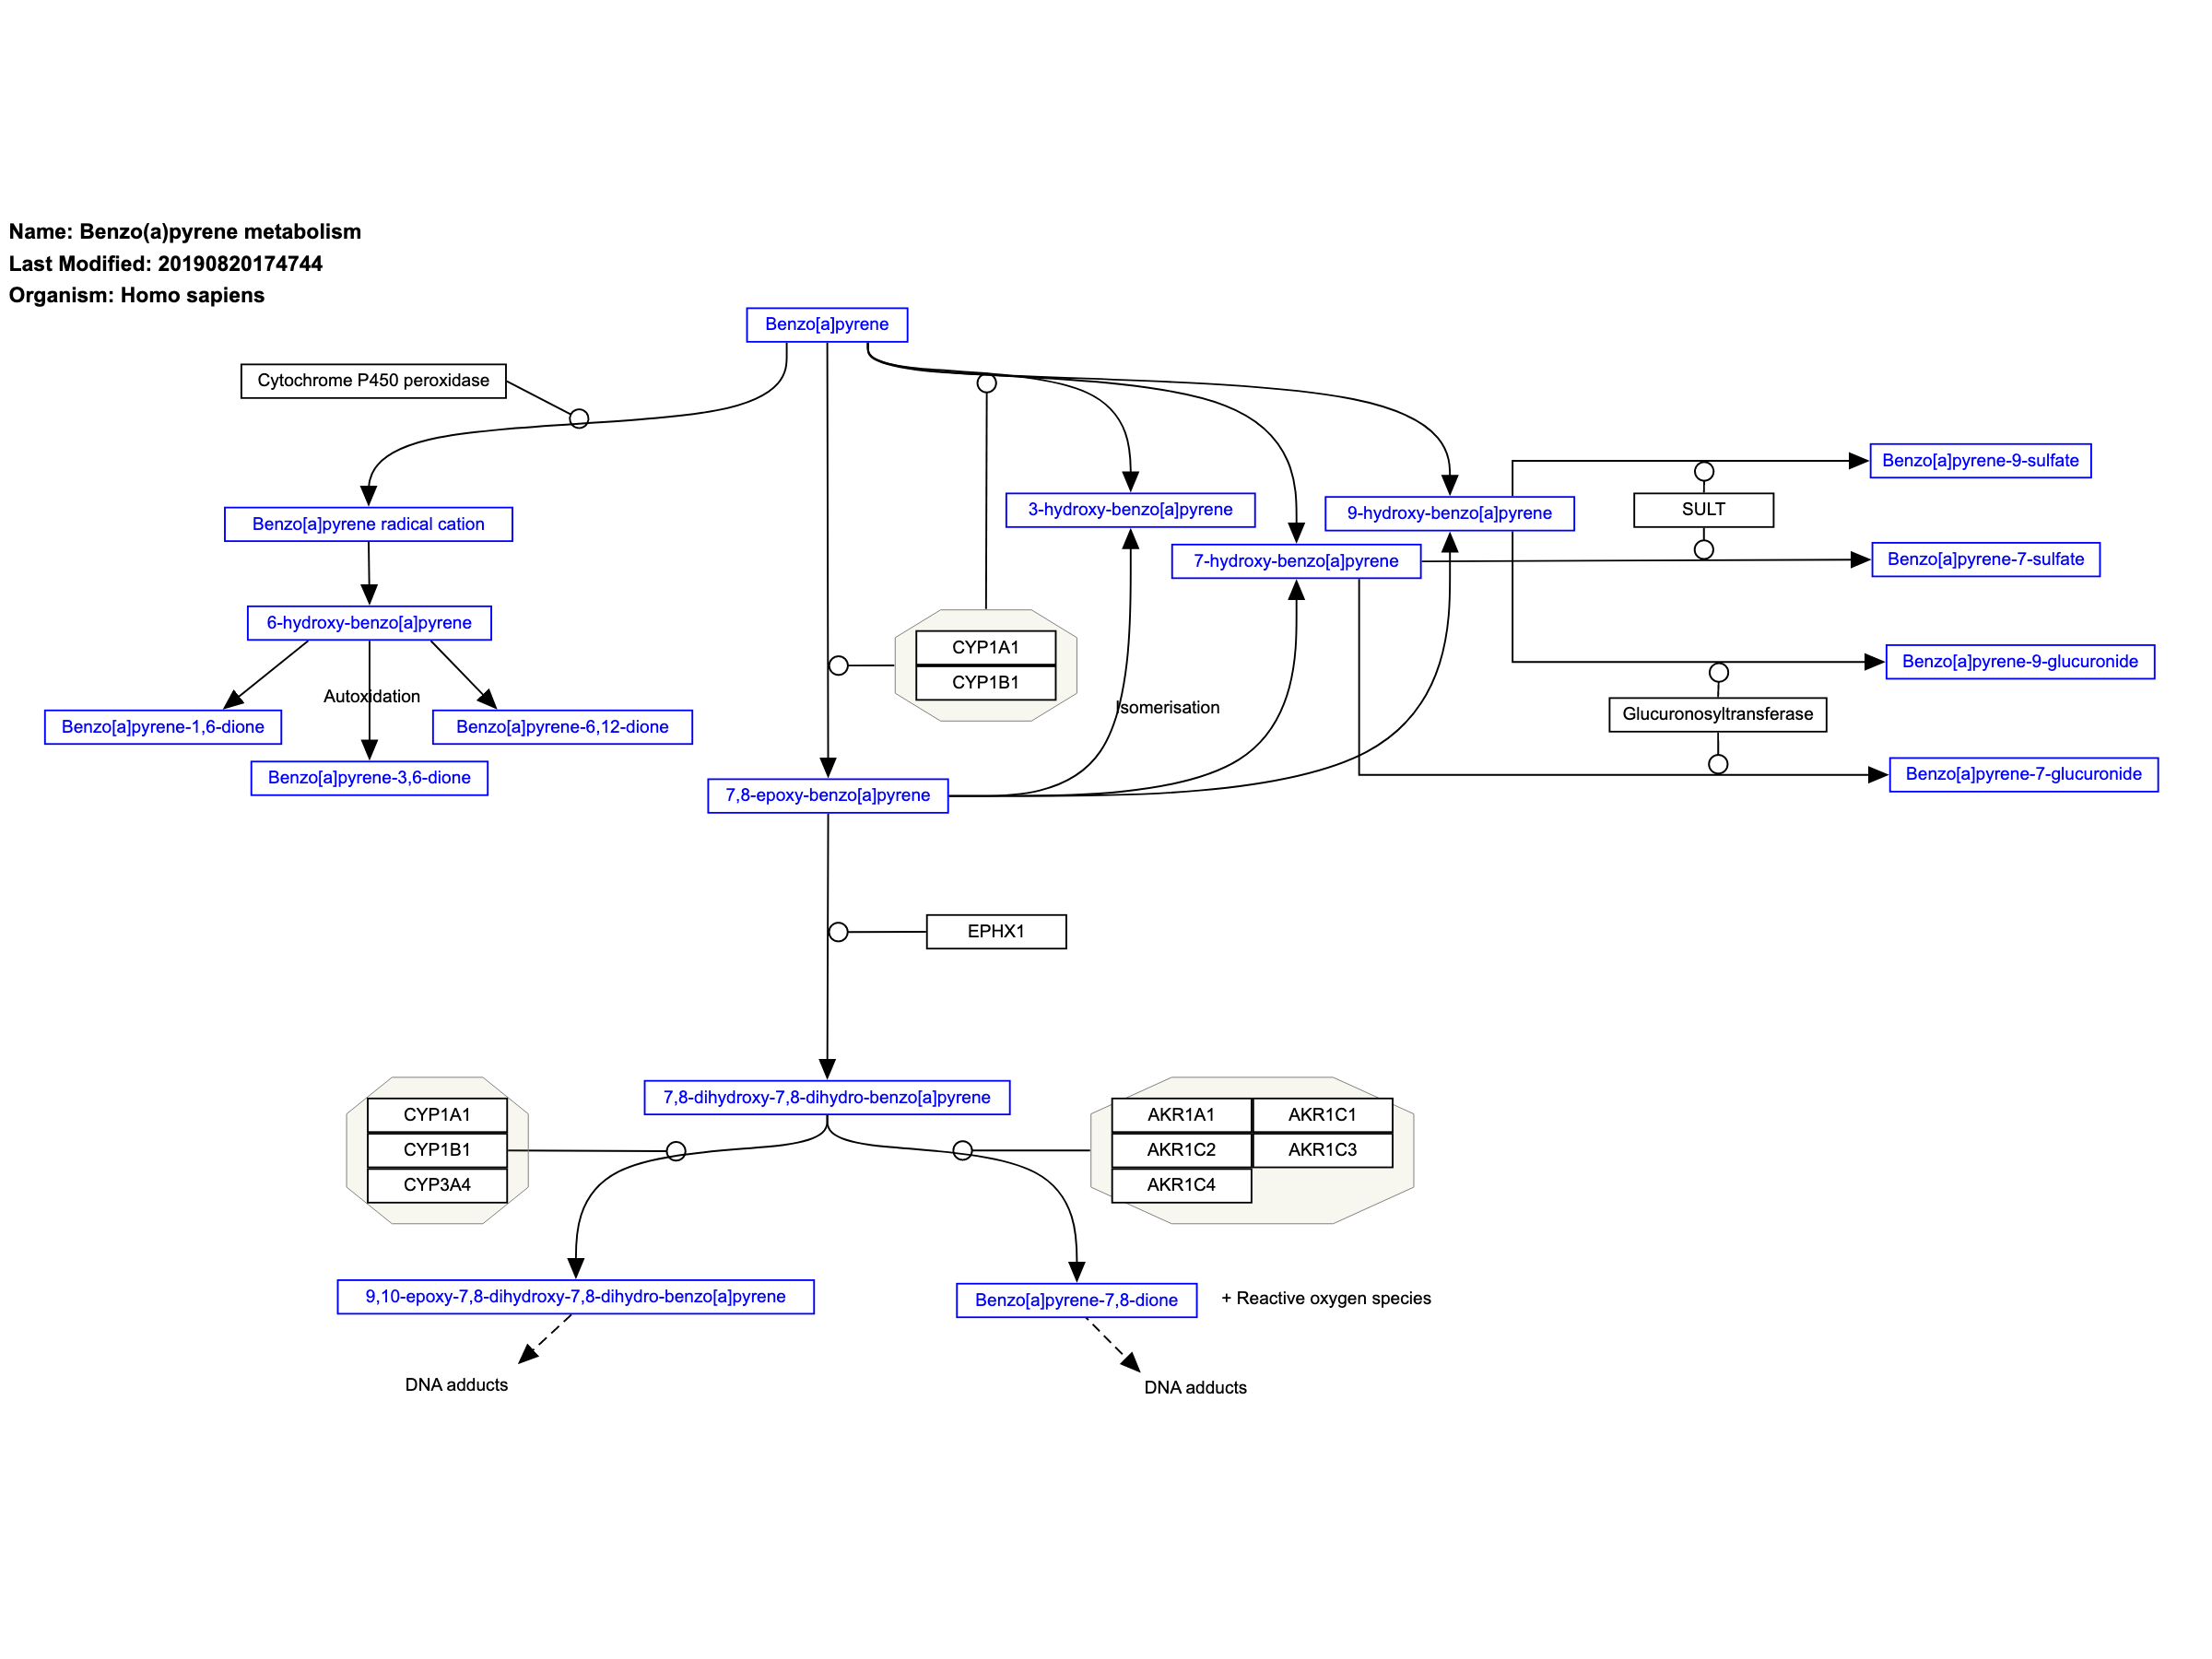 Name: Benzo(a)pyrene metabolism
Last Modified: 20190820174744
Organism: Homo sapiens
Benzo[a]pyrene
Cytochrome P450 peroxidase
Benzo[a]pyrene-9-sulfate
3-hydroxy-benzo[a]pyrene
9-hydroxy-benzo[a]pyrene
SULT
Benzo[a]pyrene radical cation
7-hydroxy-benzo[a]pyrene
Benzo[a]pyrene-7-sulfate
6-hydroxy-benzo[a]pyrene
CYP1A1
CYP1B1
Benzo[a]pyrene-9-glucuronide
Autoxidation
Isomerisation
Glucuronosyltransferase
Benzo[a]pyrene-1,6-dione
Benzo[a]pyrene-6,12-dione
Benzo[a]pyrene-3,6-dione
Benzo[a]pyrene-7-glucuronide
7,8-epoxy-benzo[a]pyrene
EPHX1
7,8-dihydroxy-7,8-dihydro-benzo[a]pyrene
CYP1A1
CYP1B1
CYP3A4
AKR1A1 AKR1C1
AKR1C2 AKR1C3
AKR1C4
9,10-epoxy-7,8-dihydroxy-7,8-dihydro-benzo[a]pyrene
Benzo[a]pyrene-7,8-dione
+ Reactive oxygen species
DNA adducts
DNA adducts